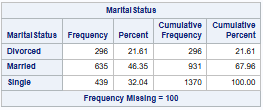 Marital Status
Marital Status Frequency Percent Cumulative Frequency Cumulative Percent
Divorced 296 21.61 296 21.61
Married 635 46.35 931 67.96
Single 439 32.04 1370 100.00
Frequency Missing = 100